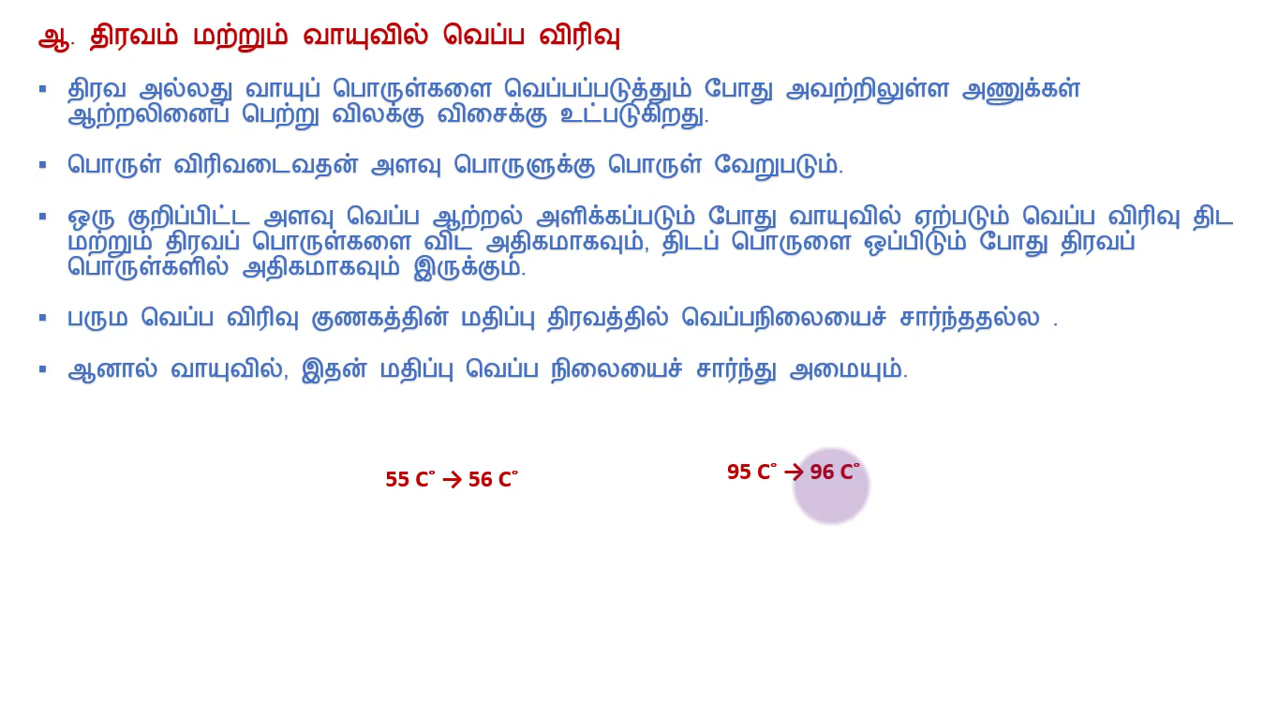 ஆ. திரவம் மற்றும் வாயுவில் வெப்ப விரிவு
▪ திரவ அல்லது வாயுப் பொருள்களை வெப்பப்படுத்தும் போது அவற்றிலுள்ள அணுக்கள்
ஆற்றலினைப் பெற்று விலக்கு விசைக்கு உட்படுகிறது.
▪ பொருள் விரிவடைவதன் அளவு பொருளுக்கு பொருள் வேறுபடும்.
▪ ஒரு குறிப்பிட்ட அளவு வெப்ப ஆற்றல் அளிக்கப்படும் போது வாயுவில் ஏற்படும் வெப்ப விரிவு திட
மற்றும் திரவப் பொருள்களை விட அதிகமாகவும், திடப் பொருளை ஒப்பிடும் போது திரவப்
பொருள்களில் அதிகமாகவும் இருக்கும்.
▪ பரும வெப்ப விரிவு குணகத்தின் மதிப்பு திரவத்தில் வெப்பநிலையைச் சார்ந்ததல்ல .
▪ ஆனால் வாயுவில், இதன் மதிப்பு வெப்ப நிலையைச் சார்ந்து அமையும்.
55 C° → 56 C°
95 C° → 96 C°